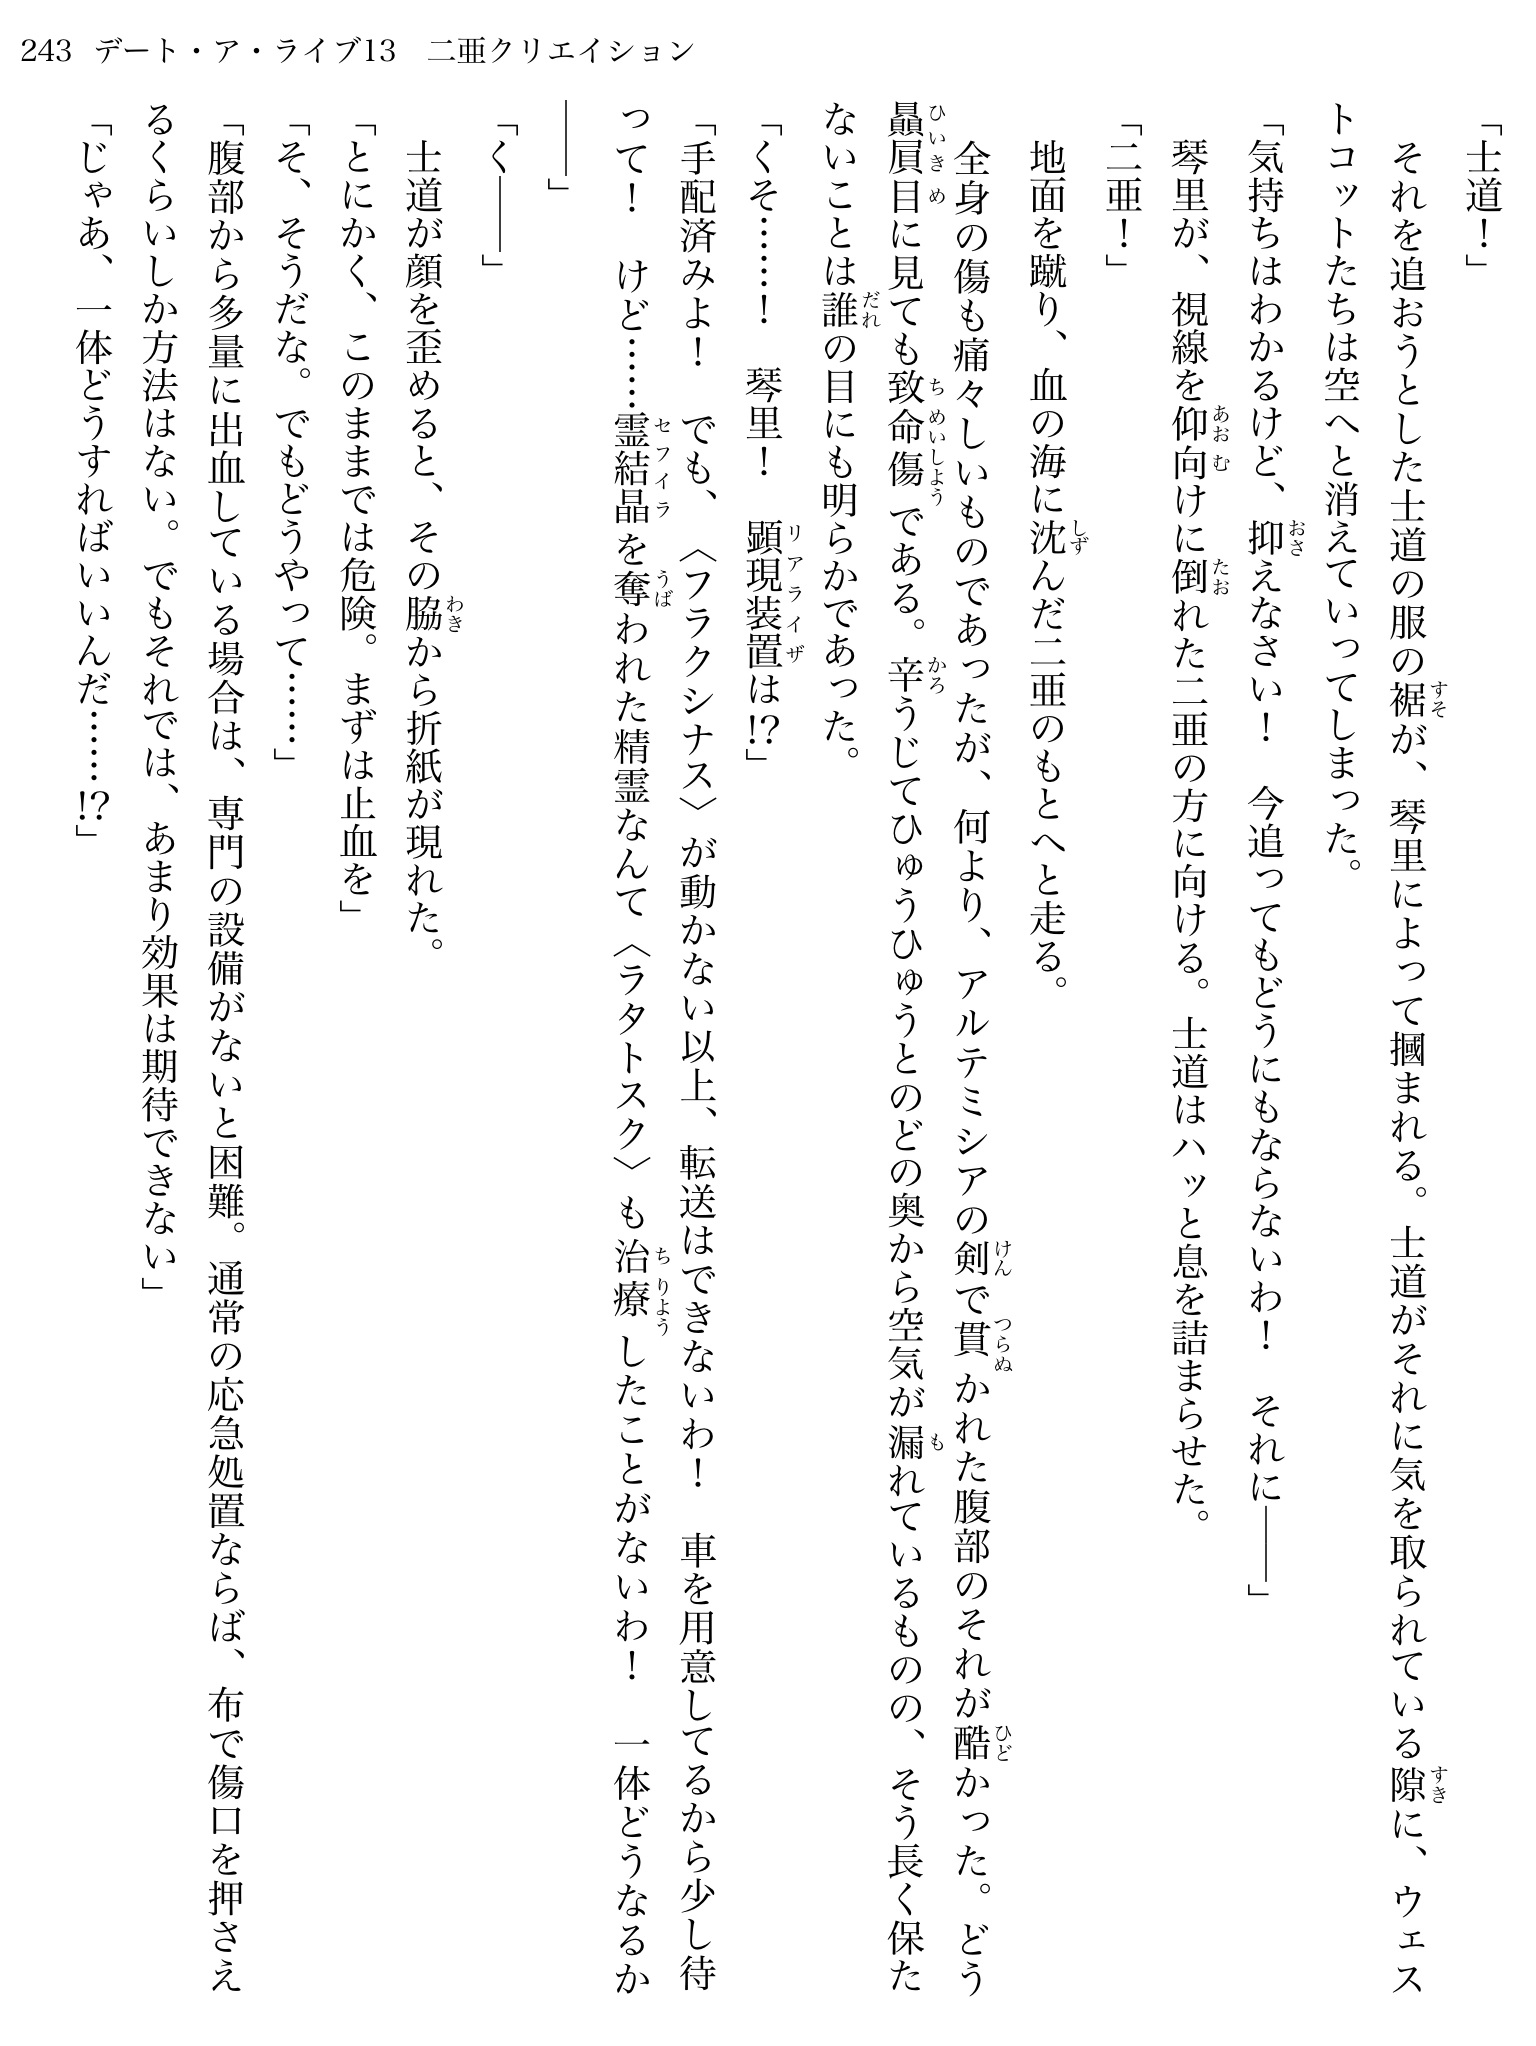 243 デート・ア・ライブ13　二亜クリエイション
「士道！」
　それを追おうとした士道の服の裾が、琴里によって摑まれる。士道がそれに気を取られている隙に、ウェス
トコットたちは空へと消えていってしまった。
「気持ちはわかるけど、抑えなさい！　今追ってもどうにもならないわ！　それに――」
　琴里が、視線を仰向けに倒れた二亜の方に向ける。士道はハッと息を詰まらせた。
「二亜！」
　地面を蹴り、血の海に沈んだ二亜のもとへと走る。
　全身の傷も痛々しいものであったが、何より、アルテミシアの剣で貫かれた腹部のそれが酷かった。どう
贔屓目に見ても致命傷である。辛うじてひゅうひゅうとのどの奥から空気が漏れているものの、そう長く保た
ないことは誰の目にも明らかであった。
「くそ……！　琴里！　顕現装置は!?」
「手配済みよ！　でも、〈フラクシナス〉が動かない以上、転送はできないわ！　車を用意してるから少し待
って！　けど……霊結晶を奪われた精霊なんて〈ラタトスク〉も治療したことがないわ！　一体どうなるか
――」
「く――」
　士道が顔を歪めると、その脇から折紙が現れた。
「とにかく、このままでは危険。まずは止血を」
「そ、そうだな。でもどうやって……」
「腹部から多量に出血している場合は、専門の設備がないと困難。通常の応急処置ならば、布で傷口を押さえ
るくらいしか方法はない。でもそれでは、あまり効果は期待できない」
「じゃあ、一体どうすればいいんだ……!?」